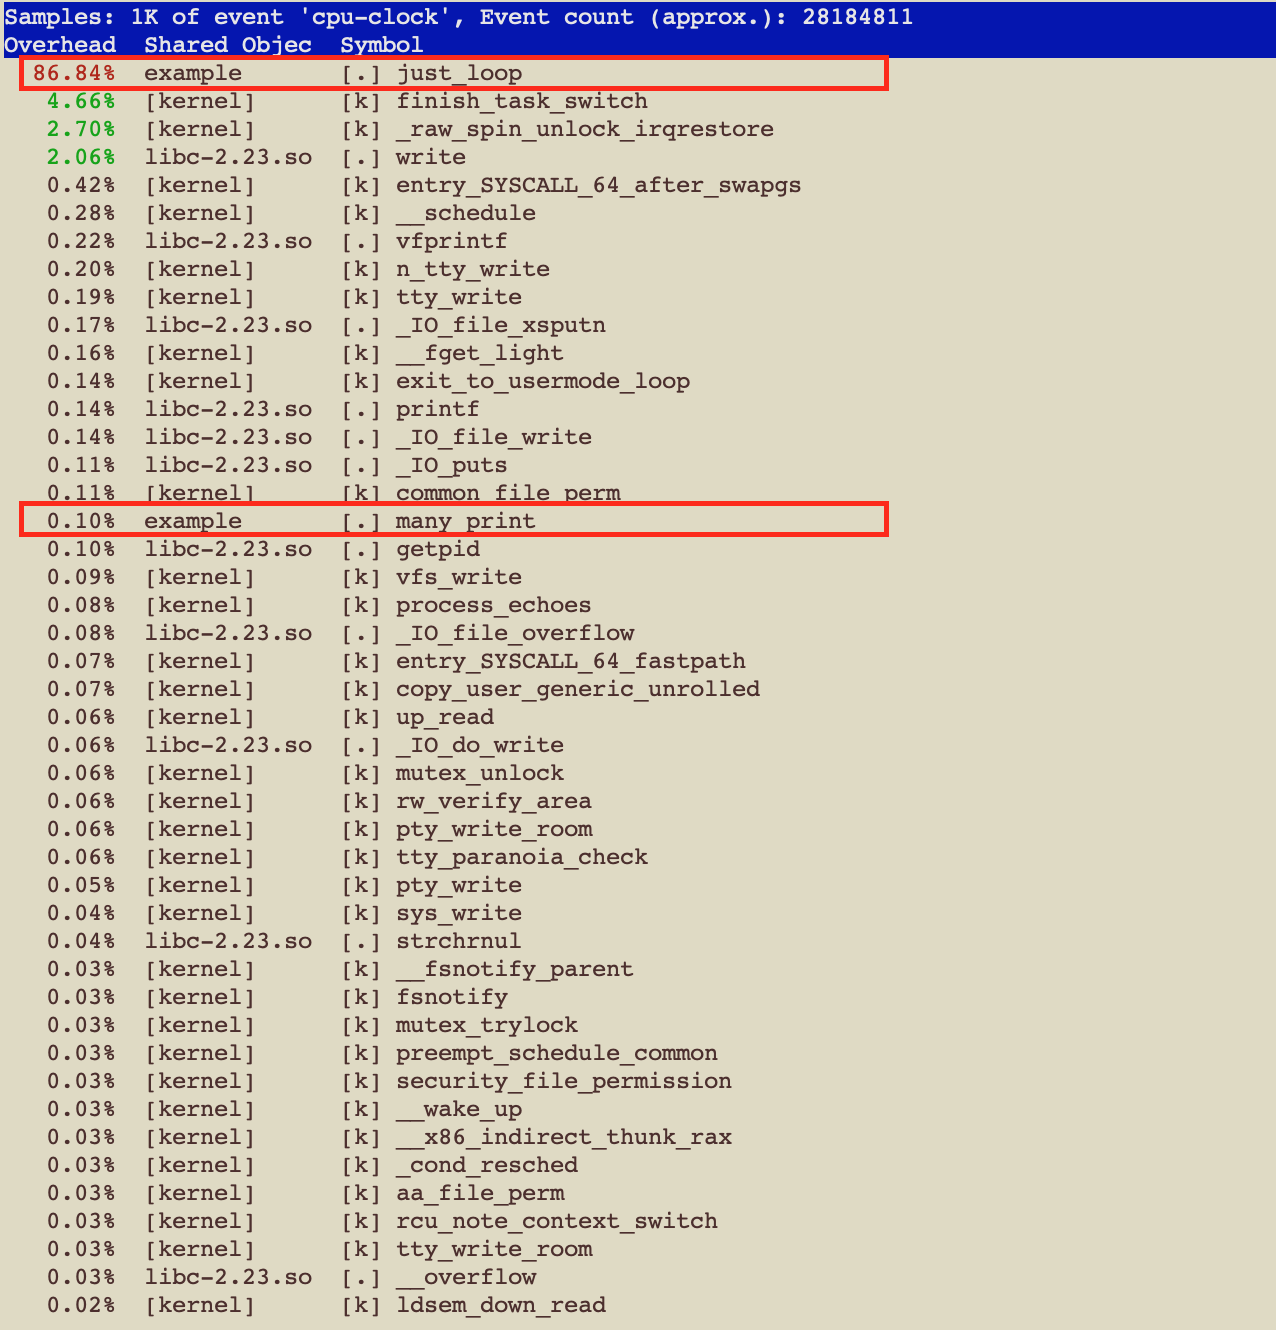 Samples: 1K of event 'cpu-clock', Event count (approx.): 28184811
Overhead  Shared Objec  Symbol
86.84%  example       [.] just_loop
4.66%  [kernel]      [k] finish_task_switch
2.70%  [kernel]      [k] _raw_spin_unlock_irqrestore
2.06%  libc-2.23.so  [.] write
0.42%  [kernel]      [k] entry_SYSCALL_64_after_swapgs
0.28%  [kernel]      [k] __schedule
0.22%  libc-2.23.so  [.] vfprintf
0.20%  [kernel]      [k] n_tty_write
0.19%  [kernel]      [k] tty_write
0.17%  libc-2.23.so  [.] _IO_file_xsputn
0.16%  [kernel]      [k] __fget_light
0.14%  [kernel]      [k] exit_to_usermode_loop
0.14%  libc-2.23.so  [.] printf
0.14%  libc-2.23.so  [.] _IO_file_write
0.11%  libc-2.23.so  [.] _IO_puts
0.11%  [kernel]      [k] common_file_perm
0.10%  example       [.] many_print
0.10%  libc-2.23.so  [.] getpid
0.09%  [kernel]      [k] vfs_write
0.08%  [kernel]      [k] process_echoes
0.08%  libc-2.23.so  [.] _IO_file_overflow
0.07%  [kernel]      [k] entry_SYSCALL_64_fastpath
0.07%  [kernel]      [k] copy_user_generic_unrolled
0.06%  [kernel]      [k] up_read
0.06%  libc-2.23.so  [.] _IO_do_write
0.06%  [kernel]      [k] mutex_unlock
0.06%  [kernel]      [k] rw_verify_area
0.06%  [kernel]      [k] pty_write_room
0.06%  [kernel]      [k] tty_paranoia_check
0.05%  [kernel]      [k] pty_write
0.04%  [kernel]      [k] sys_write
0.04%  libc-2.23.so  [.] strchrnul
0.03%  [kernel]      [k] __fsnotify_parent
0.03%  [kernel]      [k] fsnotify
0.03%  [kernel]      [k] mutex_trylock
0.03%  [kernel]      [k] preempt_schedule_common
0.03%  [kernel]      [k] security_file_permission
0.03%  [kernel]      [k] __wake_up
0.03%  [kernel]      [k] __x86_indirect_thunk_rax
0.03%  [kernel]      [k] _cond_resched
0.03%  [kernel]      [k] aa_file_perm
0.03%  [kernel]      [k] rcu_note_context_switch
0.03%  [kernel]      [k] tty_write_room
0.03%  libc-2.23.so  [.] __overflow
0.02%  [kernel]      [k] ldsem_down_read